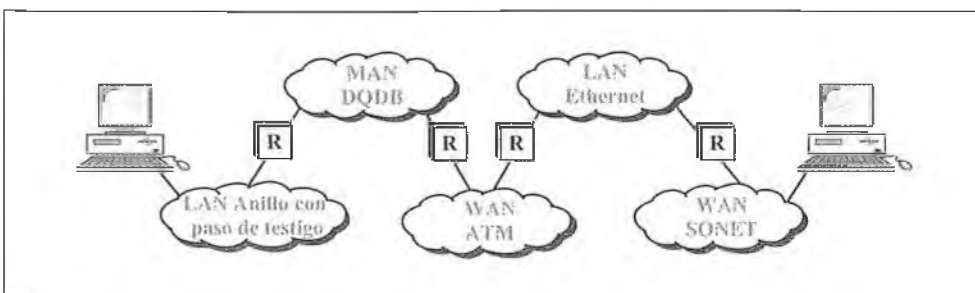 MAN
DQDB
LAN
Ethernet
R
R
R
R
LAN Anillo con
paso de testigo
WAN
ATM
WAN
SONET